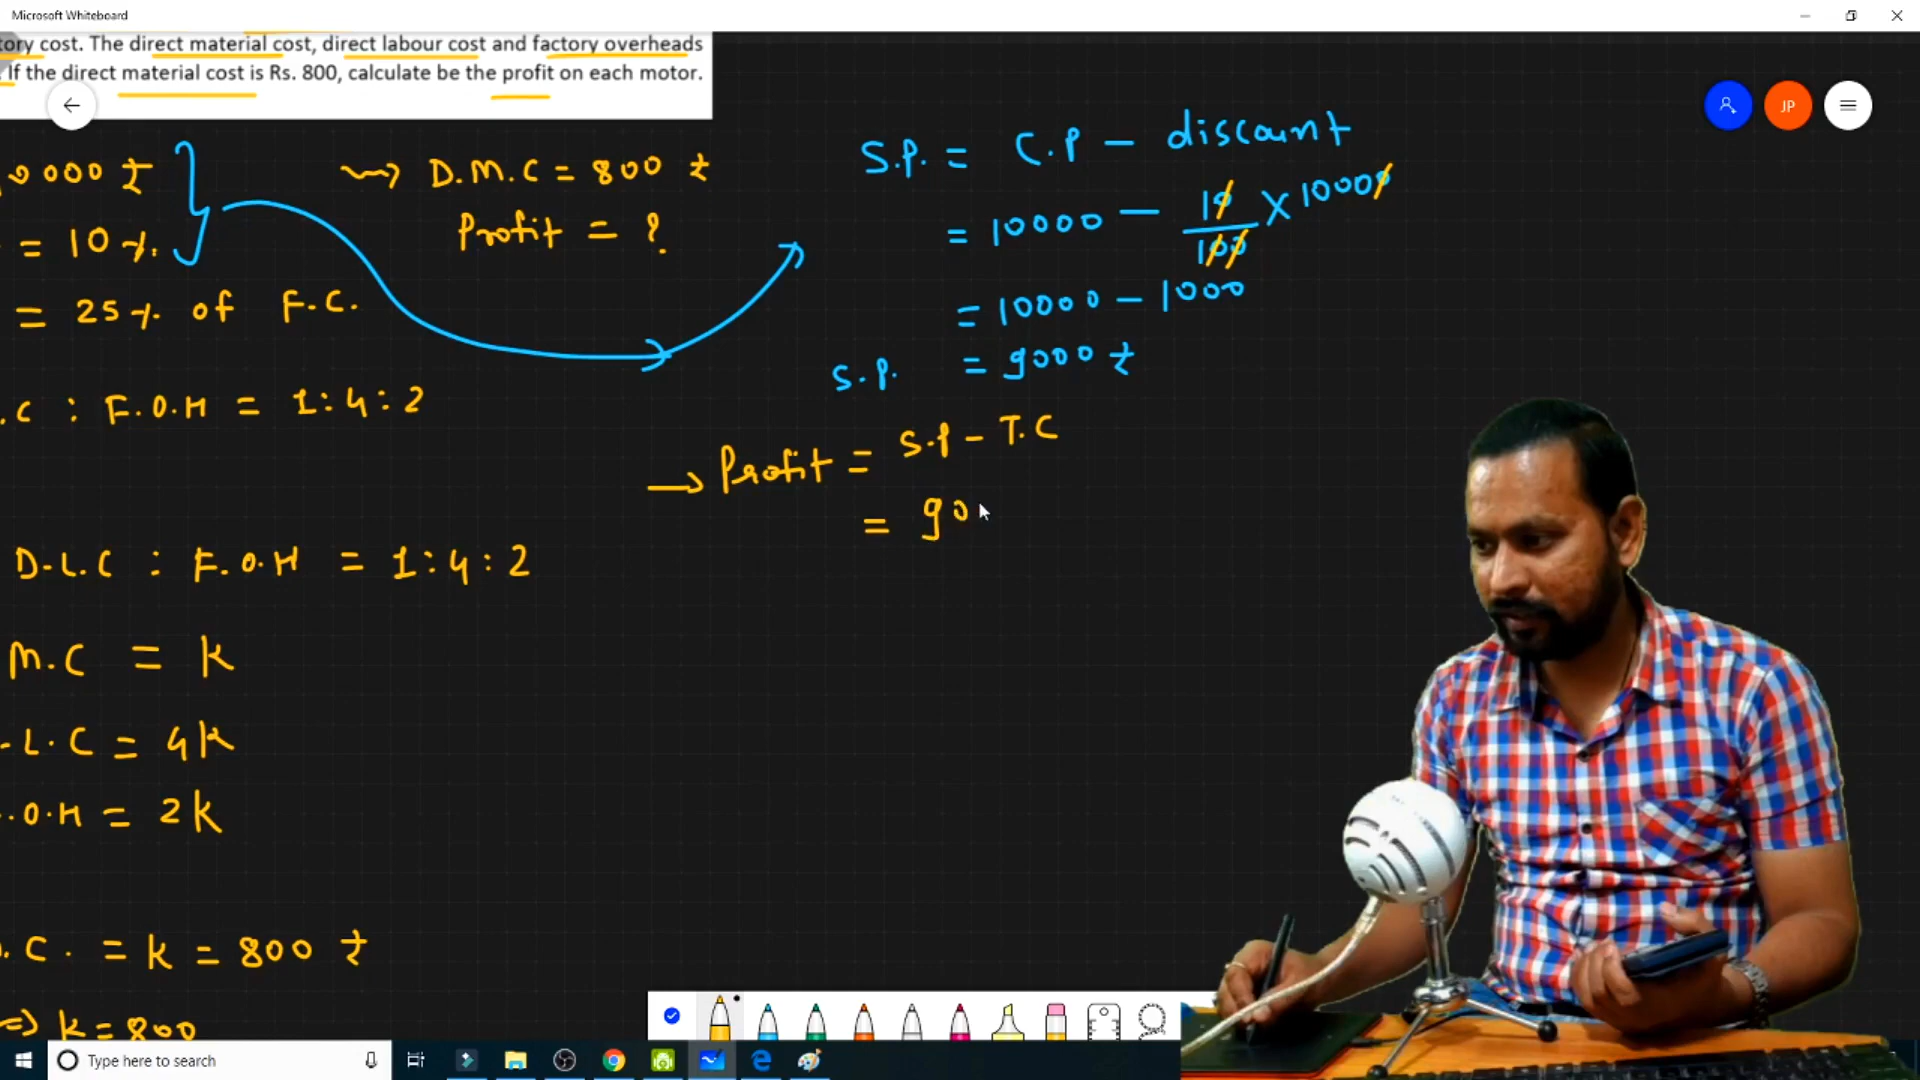 Microsoft Whiteboard
tory cost. The direct material cost, direct labour cost and factory overheads
If the direct material cost is Rs. 800, calculate be the profit on each motor.
JP
0000 ₹
= 10 %.
= 25 % of F.C.
.C : F.O.H = 1:4:2
D.L.C : F.O.H = 1:4:2
M.C = k
.L.C = 4k
.O.H = 2k
.C. = k = 800 ₹
=> k = 800
D.M.C = 800 ₹
Profit = ?
S.P. = C.P - discount
= 10000 - 10/100 × 10000
= 10000 - 1000
S.P. = 9000 ₹
→ Profit = S.P - T.C
= 90
Type here to search